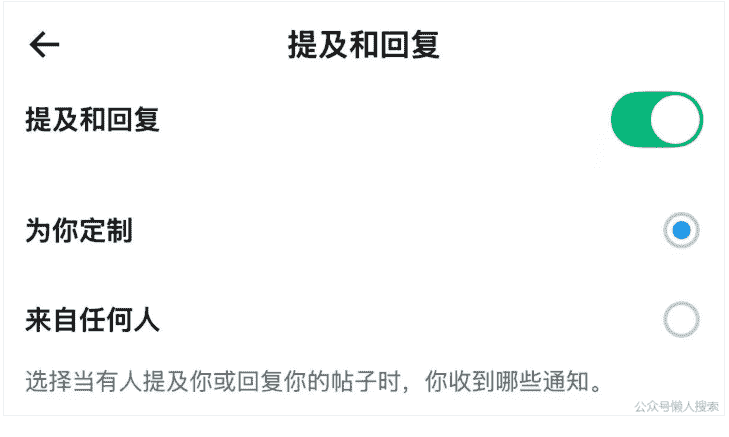 提及和回复
提及和回复
为你定制
来自任何人
选择当有人提及你或回复你的帖子时，你收到哪些通知。
公众号懒人搜索